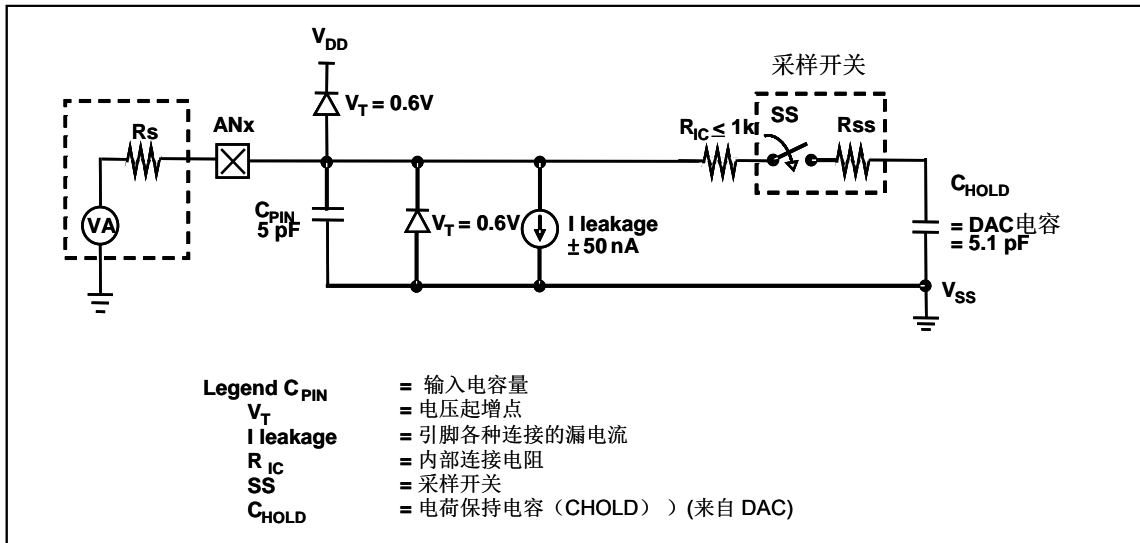 V_DD
采样开关
V_T = 0.6V
Rs
ANx
R_IC ≤ 1k
SS
Rss
VA
C_PIN
5 pF
V_T = 0.6V
I leakage
± 50 nA
C_HOLD
= DAC 电容
= 5.1 pF
V_SS
Legend C_PIN = 输入电容量
V_T = 电压起增点
I leakage = 引脚各种连接的漏电流
R_IC = 内部连接电阻
SS = 采样开关
C_HOLD = 电荷保持电容（CHOLD） ）(来自 DAC)